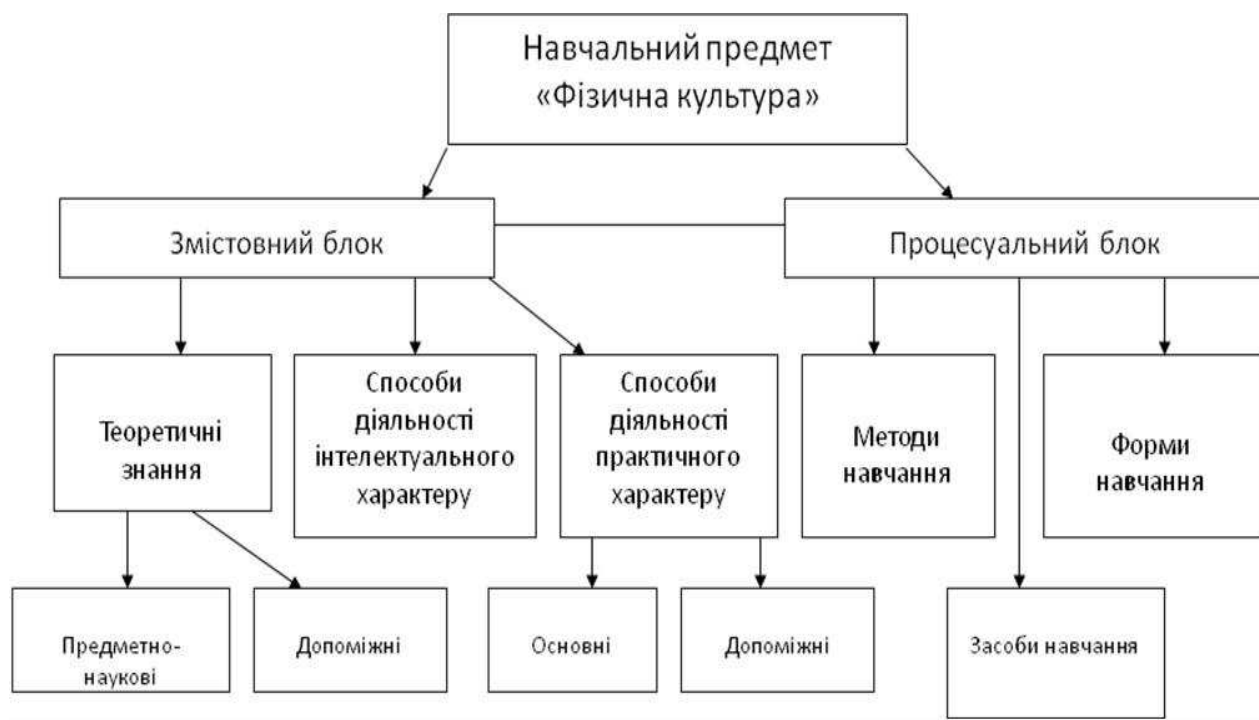 Навчальний предмет
«Фізична культура»
Змістовний блок
Процесуальний блок
Теоретичні
знання
Способи
діяльності
інтелектуального
характеру
Способи
діяльності
практичного
характеру
Методи
навчання
Форми
навчання
Предметно-
наукові
Допоміжні
Основні
Допоміжні
Засоби навчання